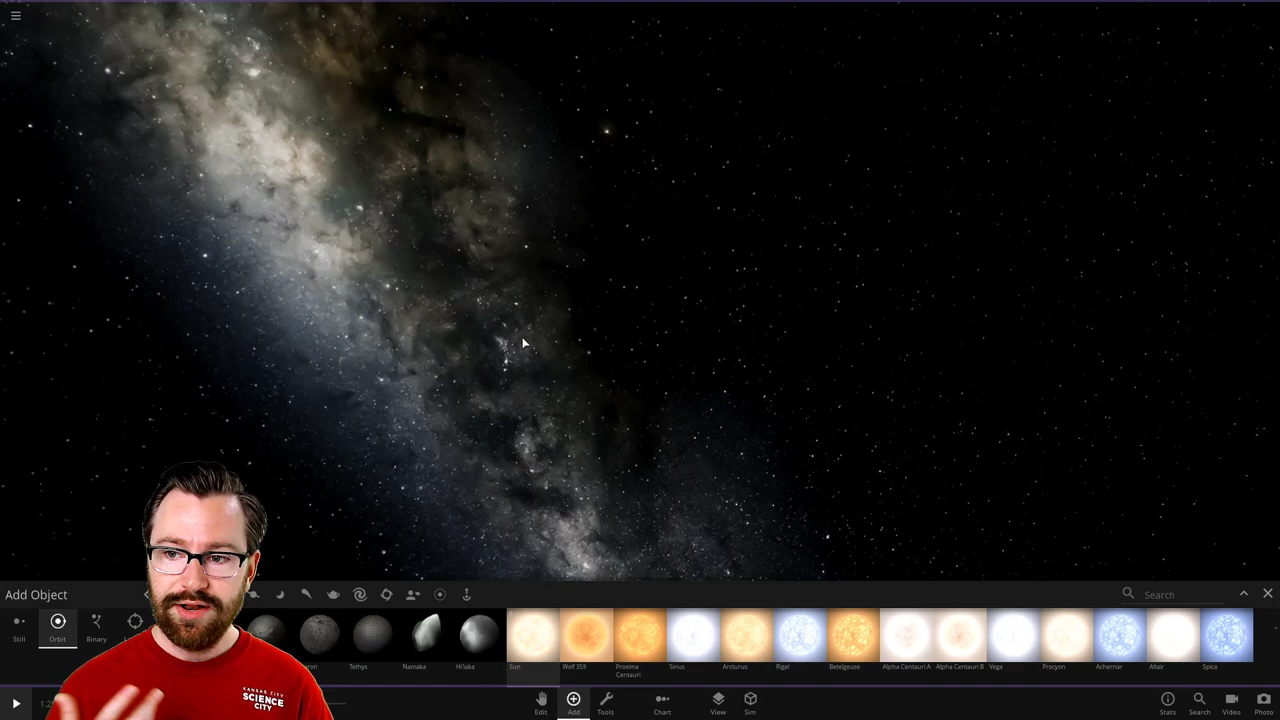 Add Object
Search
Still
Orbit
Binary
Tethys
Namaka
Hi'iaka
Sun
Wolf 359
Proxima
Centauri
Sirius
Arcturus
Rigel
Betelgeuse
Alpha Centauri A
Alpha Centauri B
Vega
Procyon
Achernar
Altair
Spica
KANSAS CITY
SCIENCE
CITY
Edit
Add
Tools
Chart
View
Sim
Stats
Search
Video
Photo